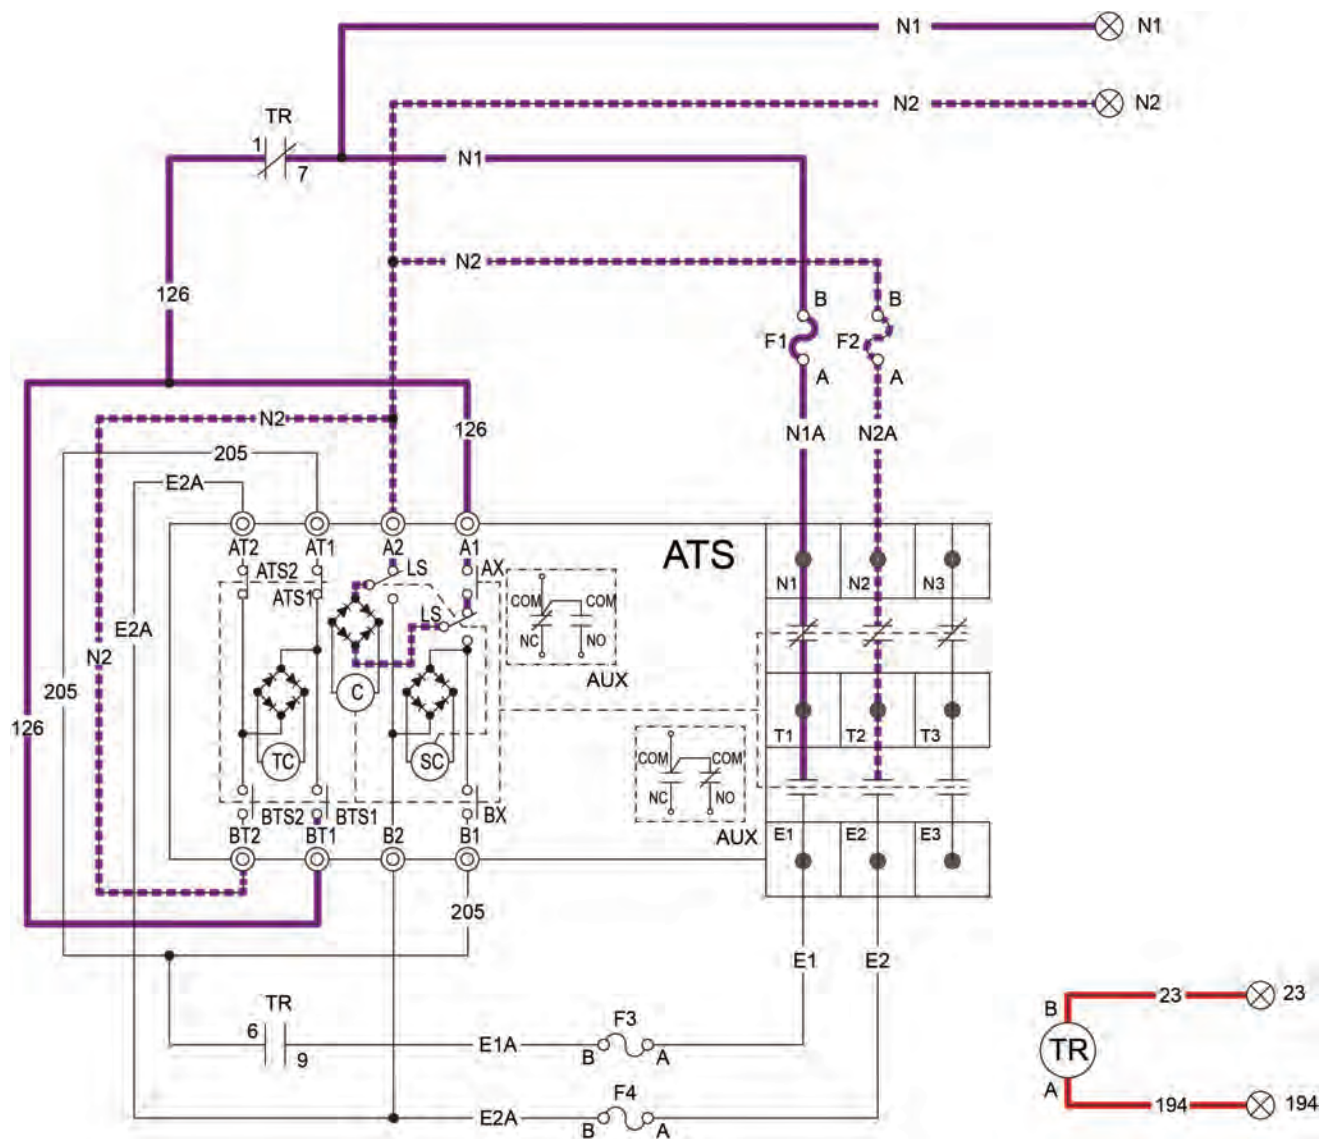 N1 N1
N2 N2
TR
1
7
N1
N2
126
B B
F1 F2
A A
N2
126
N1A N2A
205
E2A
AT2 AT1 A2 A1
ATS
ATS2 LS AX
ATS1
COM COM
LS
NC NO
AUX
N1 N2 N3
E2A
N2
205
126
C
TC SC
T1 T2 T3
COM COM
NC NO
AUX
BTS2 BTS1 BX
BT2 BT1 B2 B1
E1 E2 E3
205
E1 E2
TR
6
9
E1A
F3
B A
E2A
F4
B A
23 23
B
TR
A
194 194